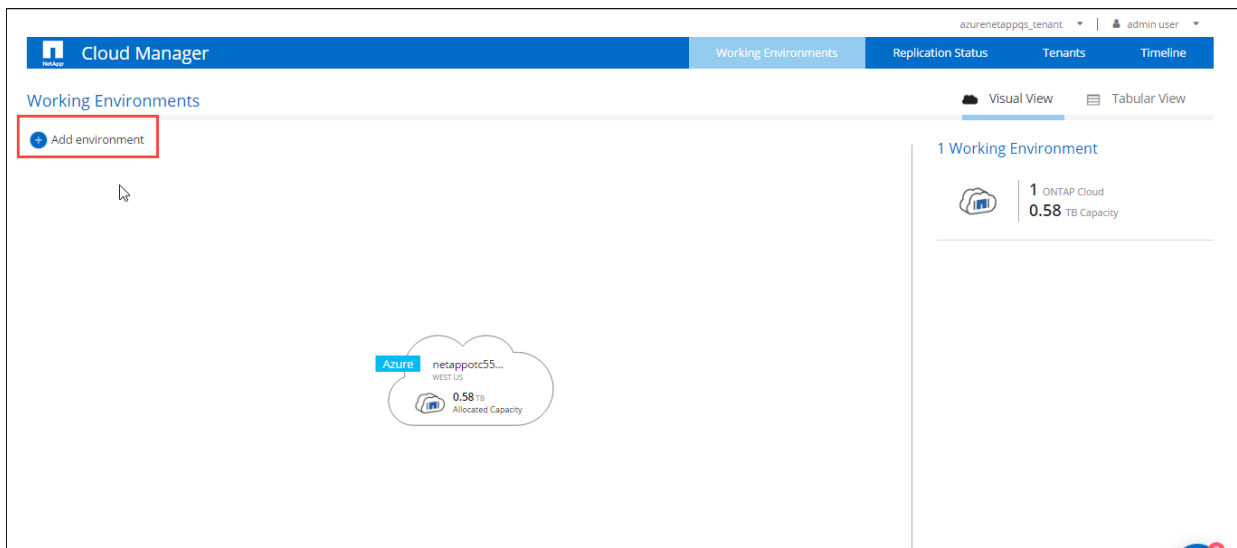 azurenetappqs_tenant | admin user
NetApp Cloud Manager Working Environments Replication Status Tenants Timeline
Working Environments Visual View Tabular View
Add environment
1 Working Environment
1 ONTAP Cloud
0.58 TB Capacity
Azure netappotc55...
WEST US
0.58 TB
Allocated Capacity